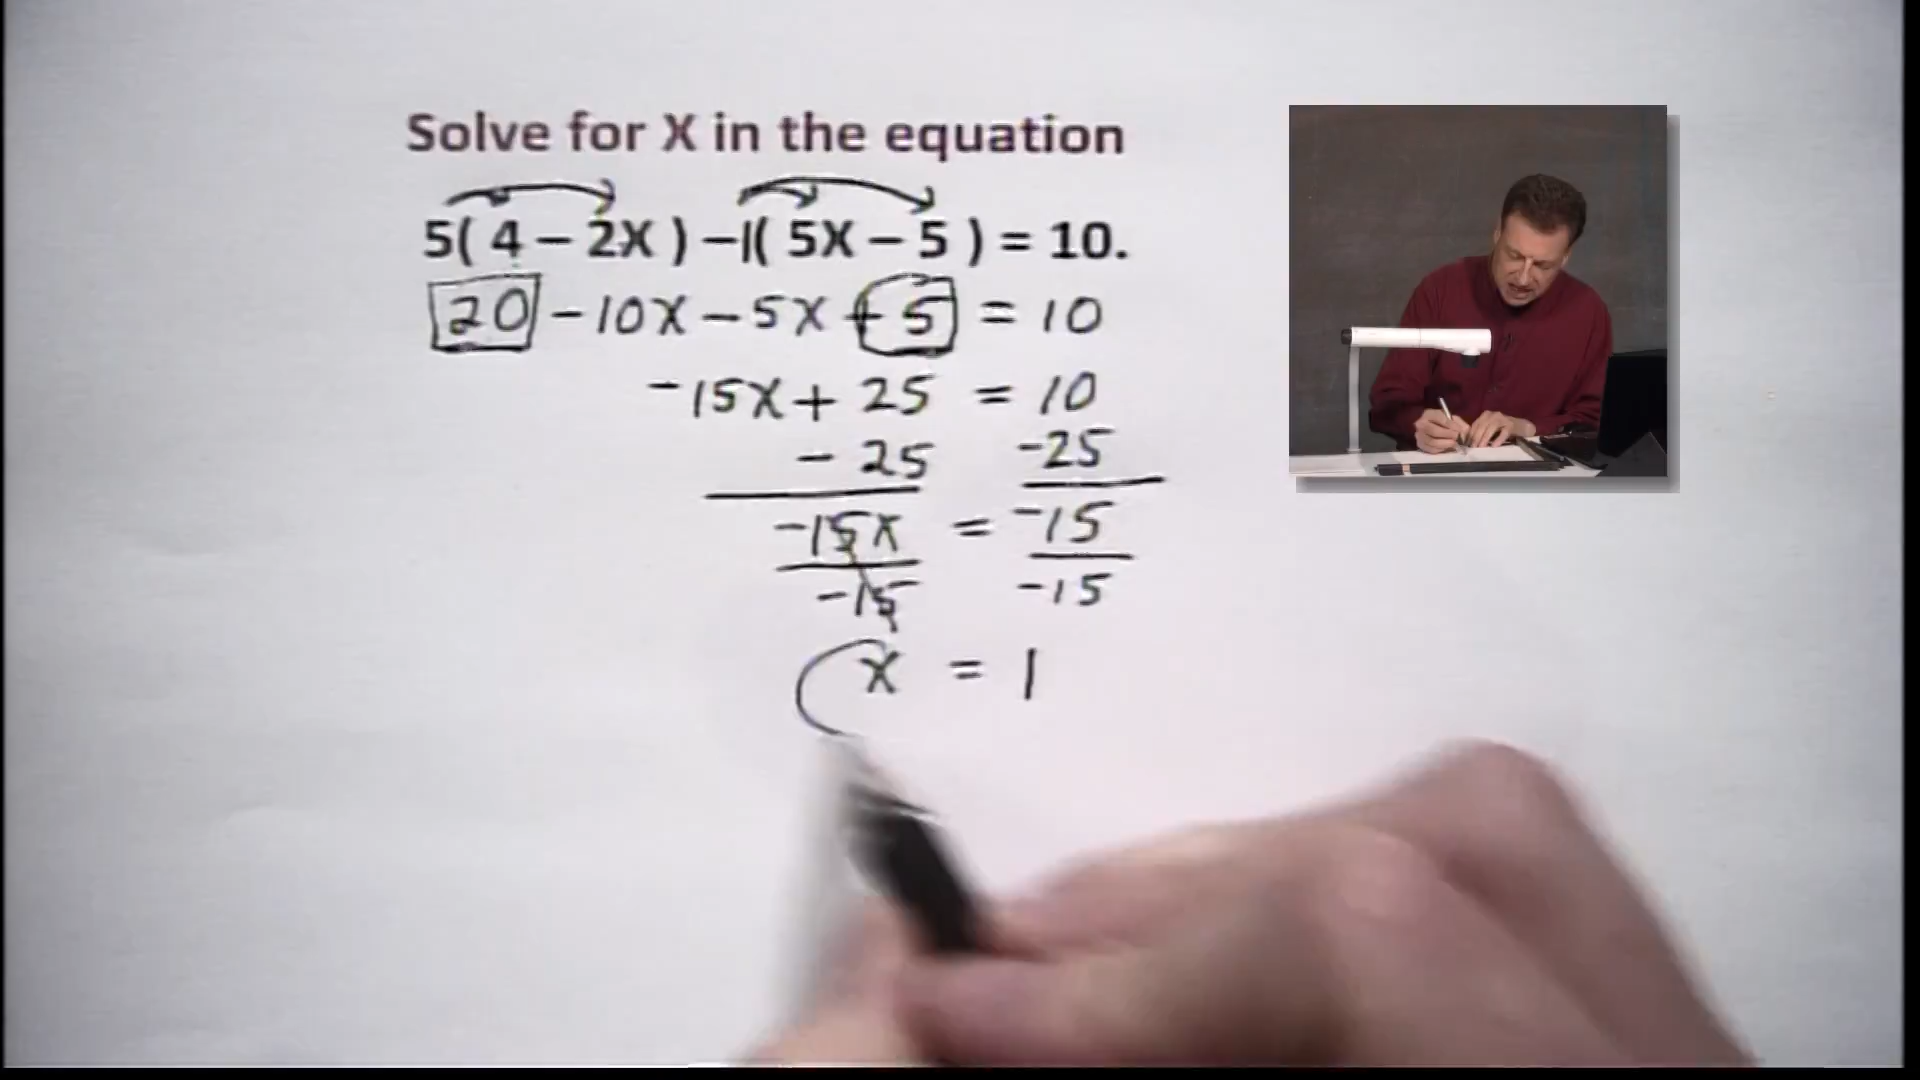 Solve for X in the equation
5( 4 – 2X ) –1( 5X – 5 ) = 10.
20 – 10X – 5X + 5 = 10
-15X + 25 = 10
- 25 -25
-15X = -15
-15 -15
X = 1